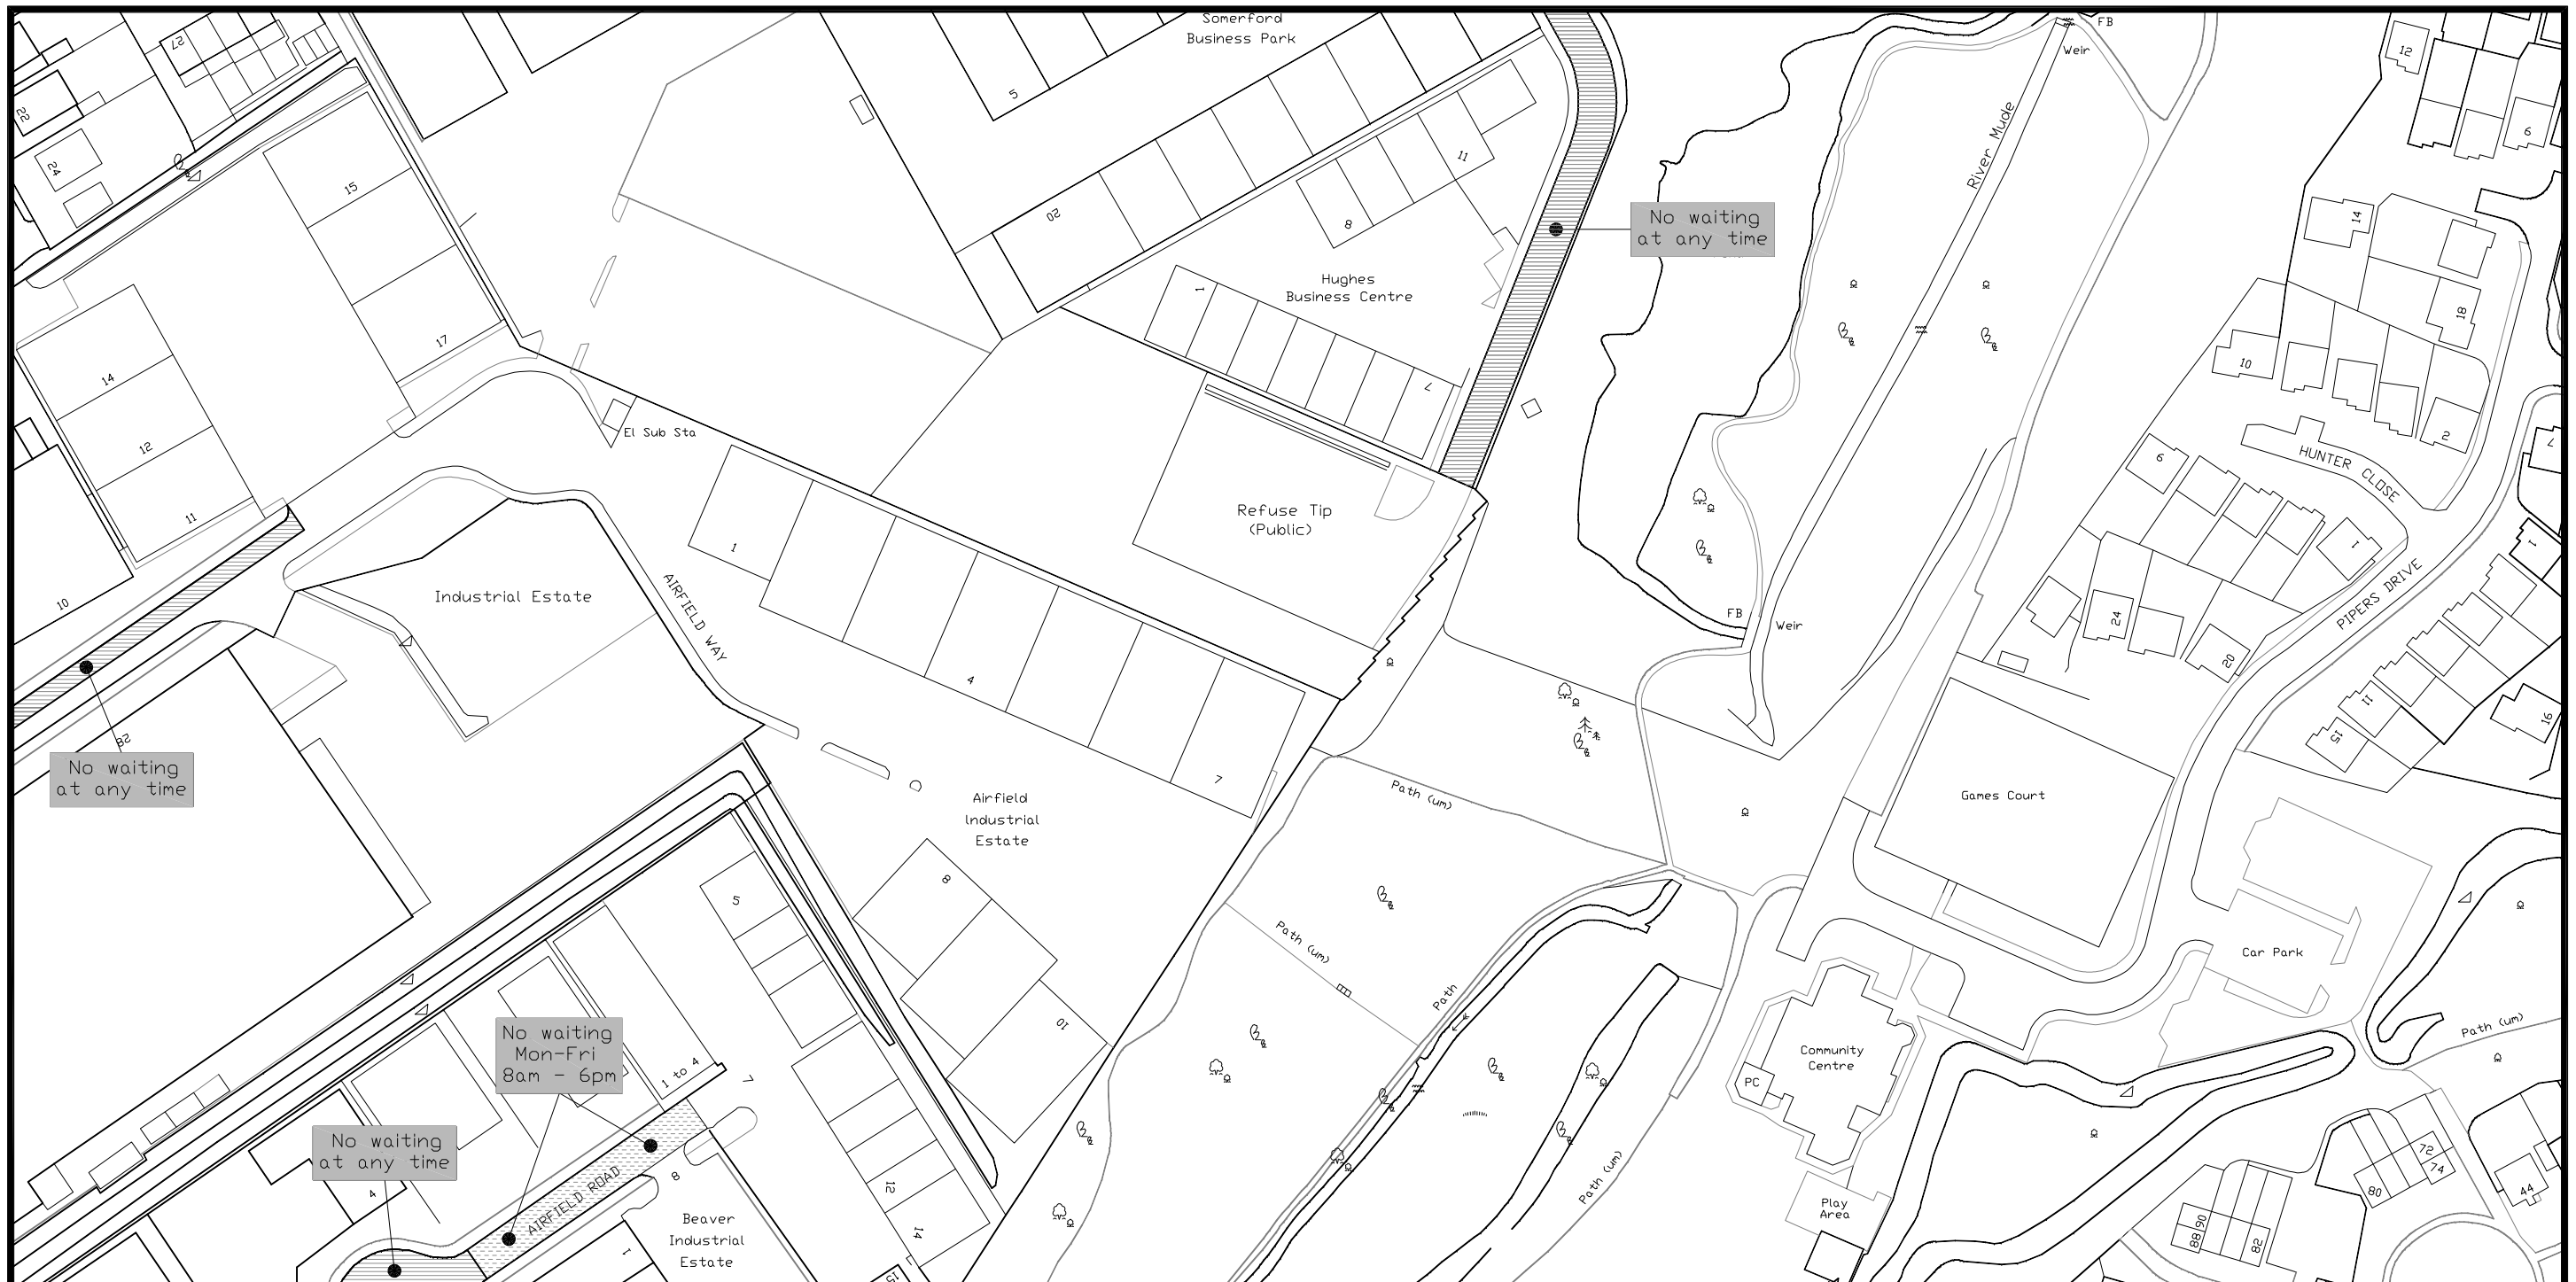 Somerford
Business Park
FB
Weir
12
6
27
22
24
5
15
11
River Mude
20
8
No waiting
at any time
14
Hughes
Business Centre
1
18
17
10
14
7
2
7
El Sub Sta
12
6
HUNTER CLOSE
11
Refuse Tip
(Public)
1
1
1
Industrial Estate
10
AIRFIELD WAY
PIPERS DRIVE
FB
Weir
24
20
4
11
16
15
28
No waiting
at any time
7
Path (um)
Games Court
Airfield
Industrial
Estate
8
5
Path (um)
Car Park
Path
10
Path (um)
No waiting
Mon-Fri
8am - 6pm
1 to 4
7
Community
Centre
PC
No waiting
at any time
4
8
AIRFIELD ROAD
12
Path (um)
72
74
80
44
Play
Area
Beaver
Industrial
Estate
14
1
88
90
82
15